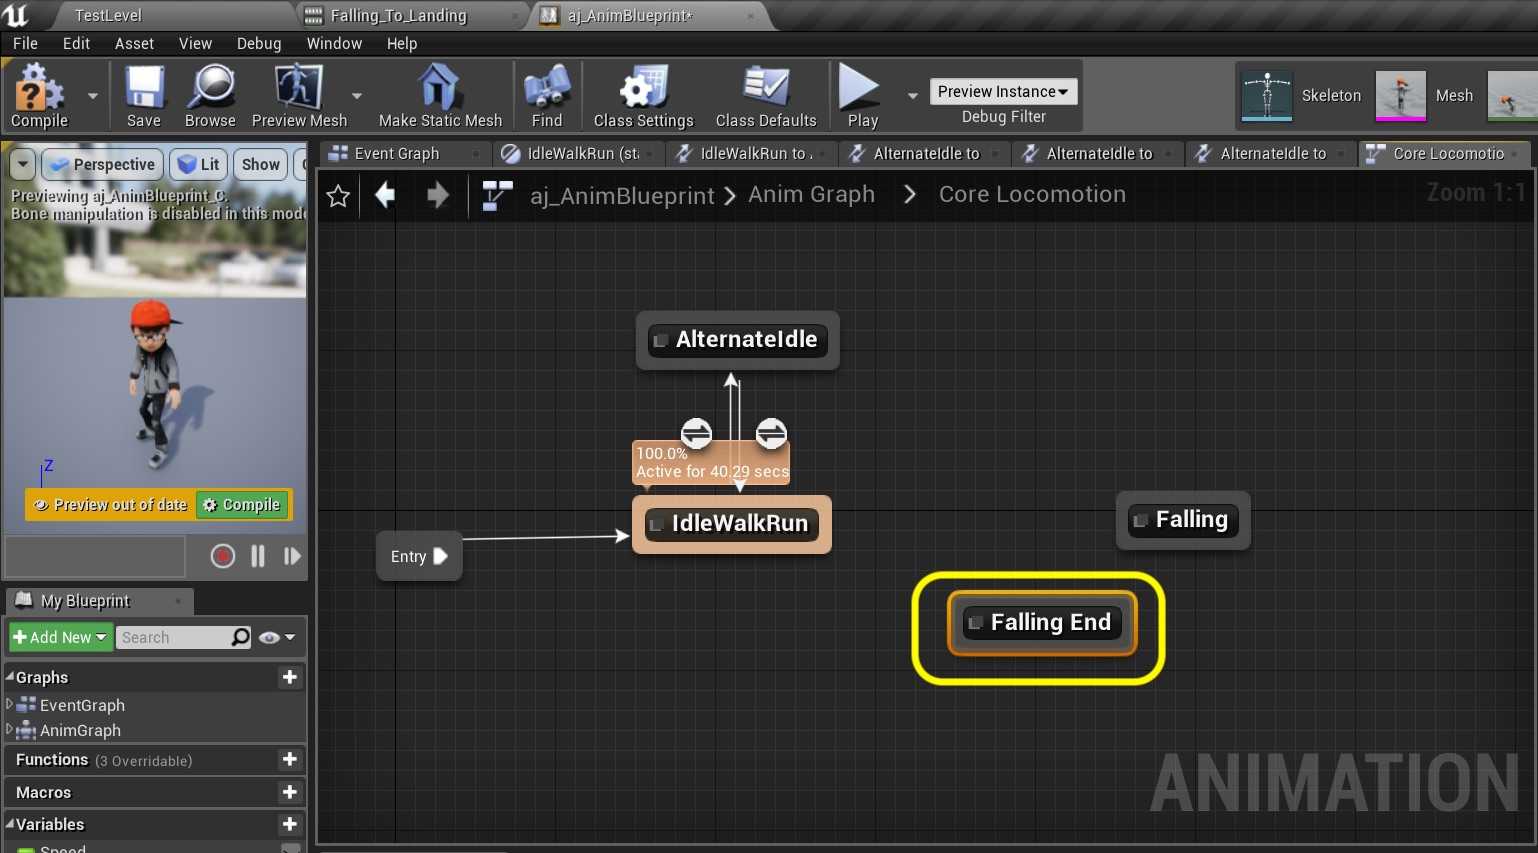 TestLevel
Falling_To_Landing
aj_AnimBlueprint*
File Edit Asset View Debug Window Help
Compile
Save
Browse
Preview Mesh
Make Static Mesh
Find
Class Settings
Class Defaults
Play
Preview Instance
Debug Filter
Skeleton
Mesh
Perspective
Lit
Show
Previewing aj_AnimBlueprint_C.
Bone manipulation is disabled in this mode
Z
Preview out of date
Compile
Event Graph
IdleWalkRun (sta
IdleWalkRun to
AlternateIdle to
AlternateIdle to
AlternateIdle to
Core Locomotio
aj_AnimBlueprint > Anim Graph > Core Locomotion
Zoom 1:1
AlternateIdle
100.0%
Active for 40.29 secs
IdleWalkRun
Entry
Falling
Falling End
ANIMATION
My Blueprint
+ Add New
Search
Graphs
EventGraph
AnimGraph
Functions (3 Overridable)
Macros
Variables
Speed